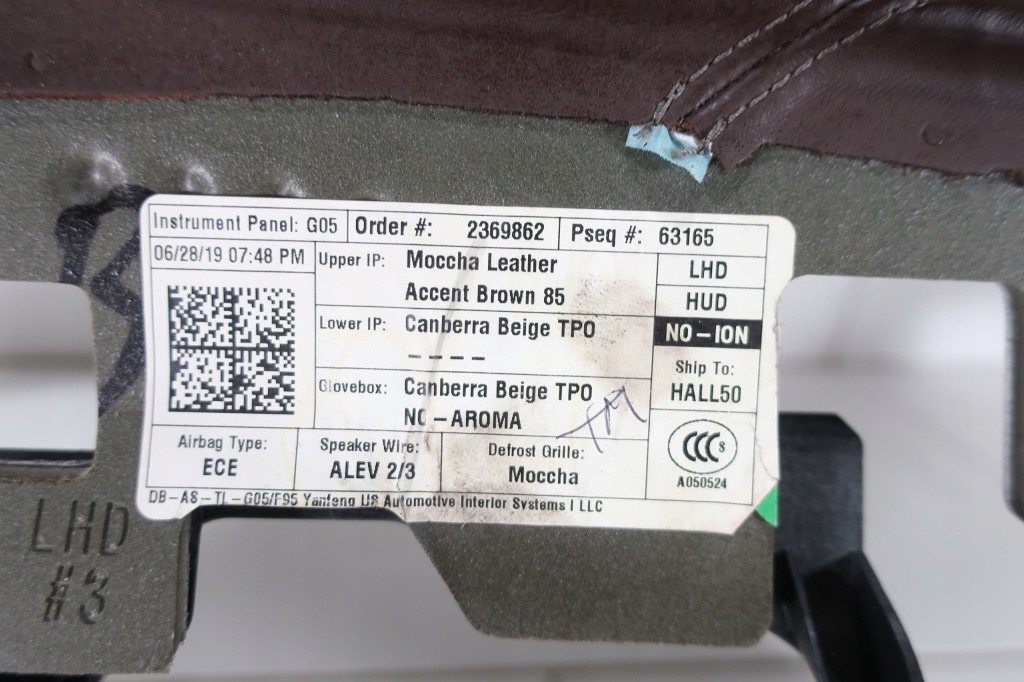 Instrument Panel: G05 Order #: 2369862 Pseq #: 63165
06/28/19 07:48 PM
Upper IP: Moccha Leather
Accent Brown 85
LHD
HUD
Lower IP: Canberra Beige TPO
----
NO-ION
Ship To:
HALL50
Glovebox: Canberra Beige TPO
NO-AROMA
CCC S
A050524
Airbag Type:
ECE
Speaker Wire:
ALEV 2/3
Defrost Grille:
Moccha
DB-A8-TL-G05/F95 Yanfeng US Automotive Interior Systems I LLC
LHD
#3